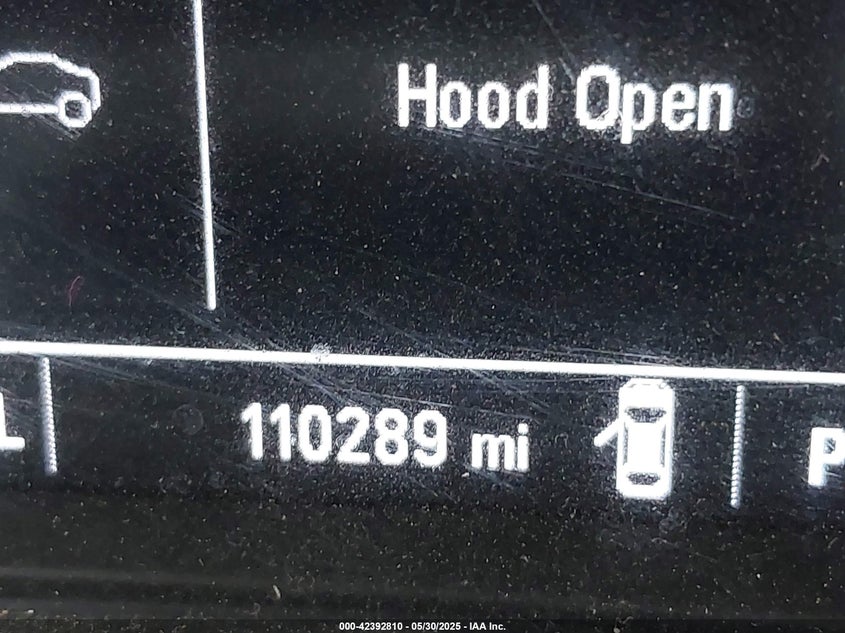 Hood Open
110289 mi
P
000-42392810 - 05/30/2025 - IAA Inc.